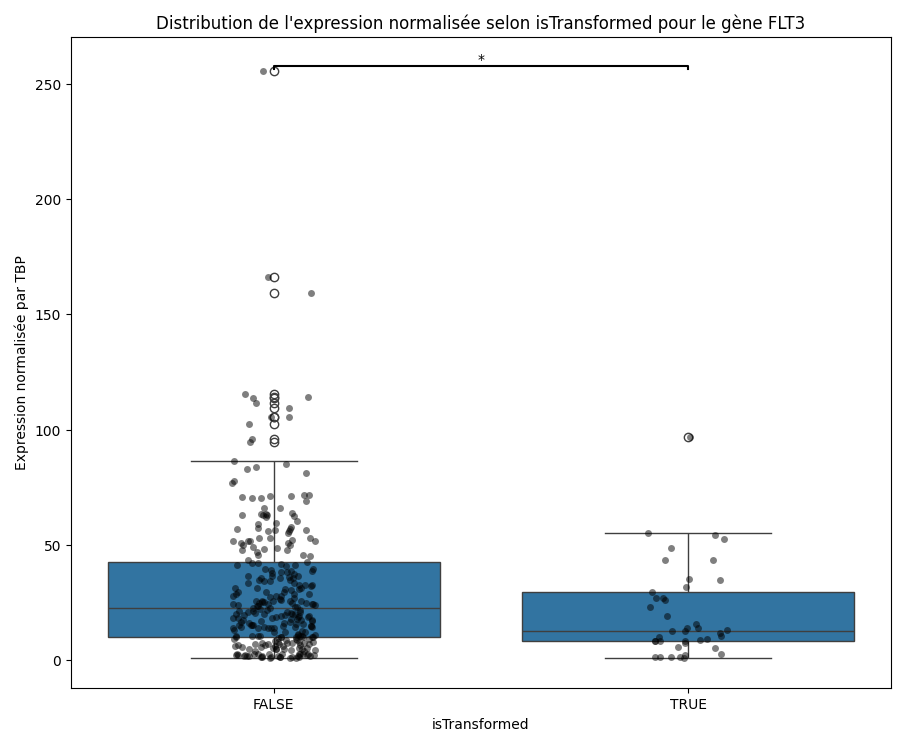 Distribution de l'expression normalisée selon isTransformed pour le gène FLT3
*
250
200
150
100
50
0
Expression normalisée par TBP
FALSE
TRUE
isTransformed